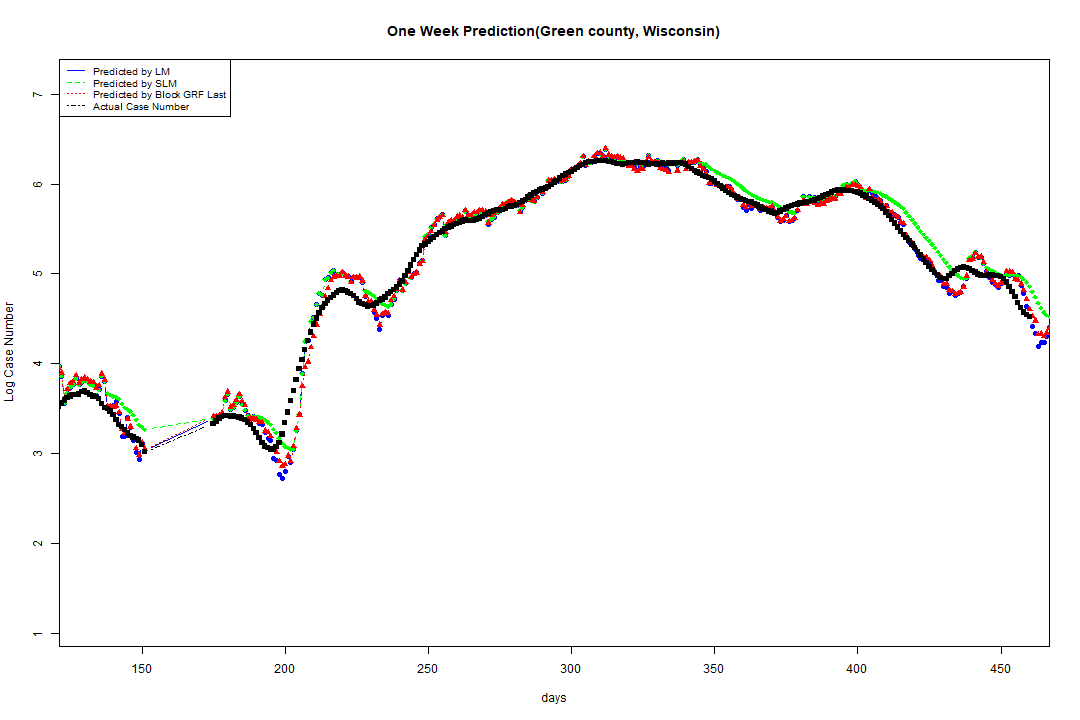 One Week Prediction(Green county, Wisconsin)
Predicted by LM
Predicted by SLM
Predicted by Block GRF Last
Actual Case Number
7
6
5
4
3
2
1
Log Case Number
150 200 250 300 350 400 450
days